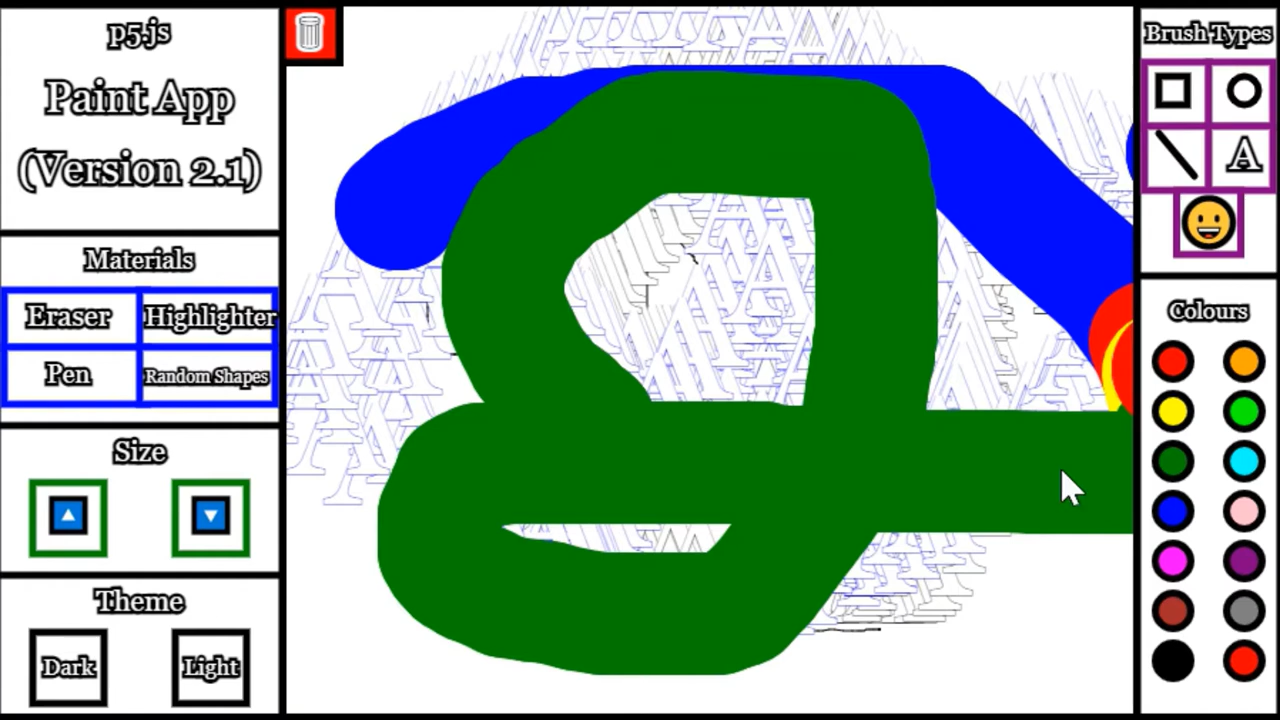 p5.js
Paint App
(Version 2.1)
Materials
Eraser
Highlighter
Pen
Random Shapes
Size
Theme
Dark
Light
Brush Types
A
Colours